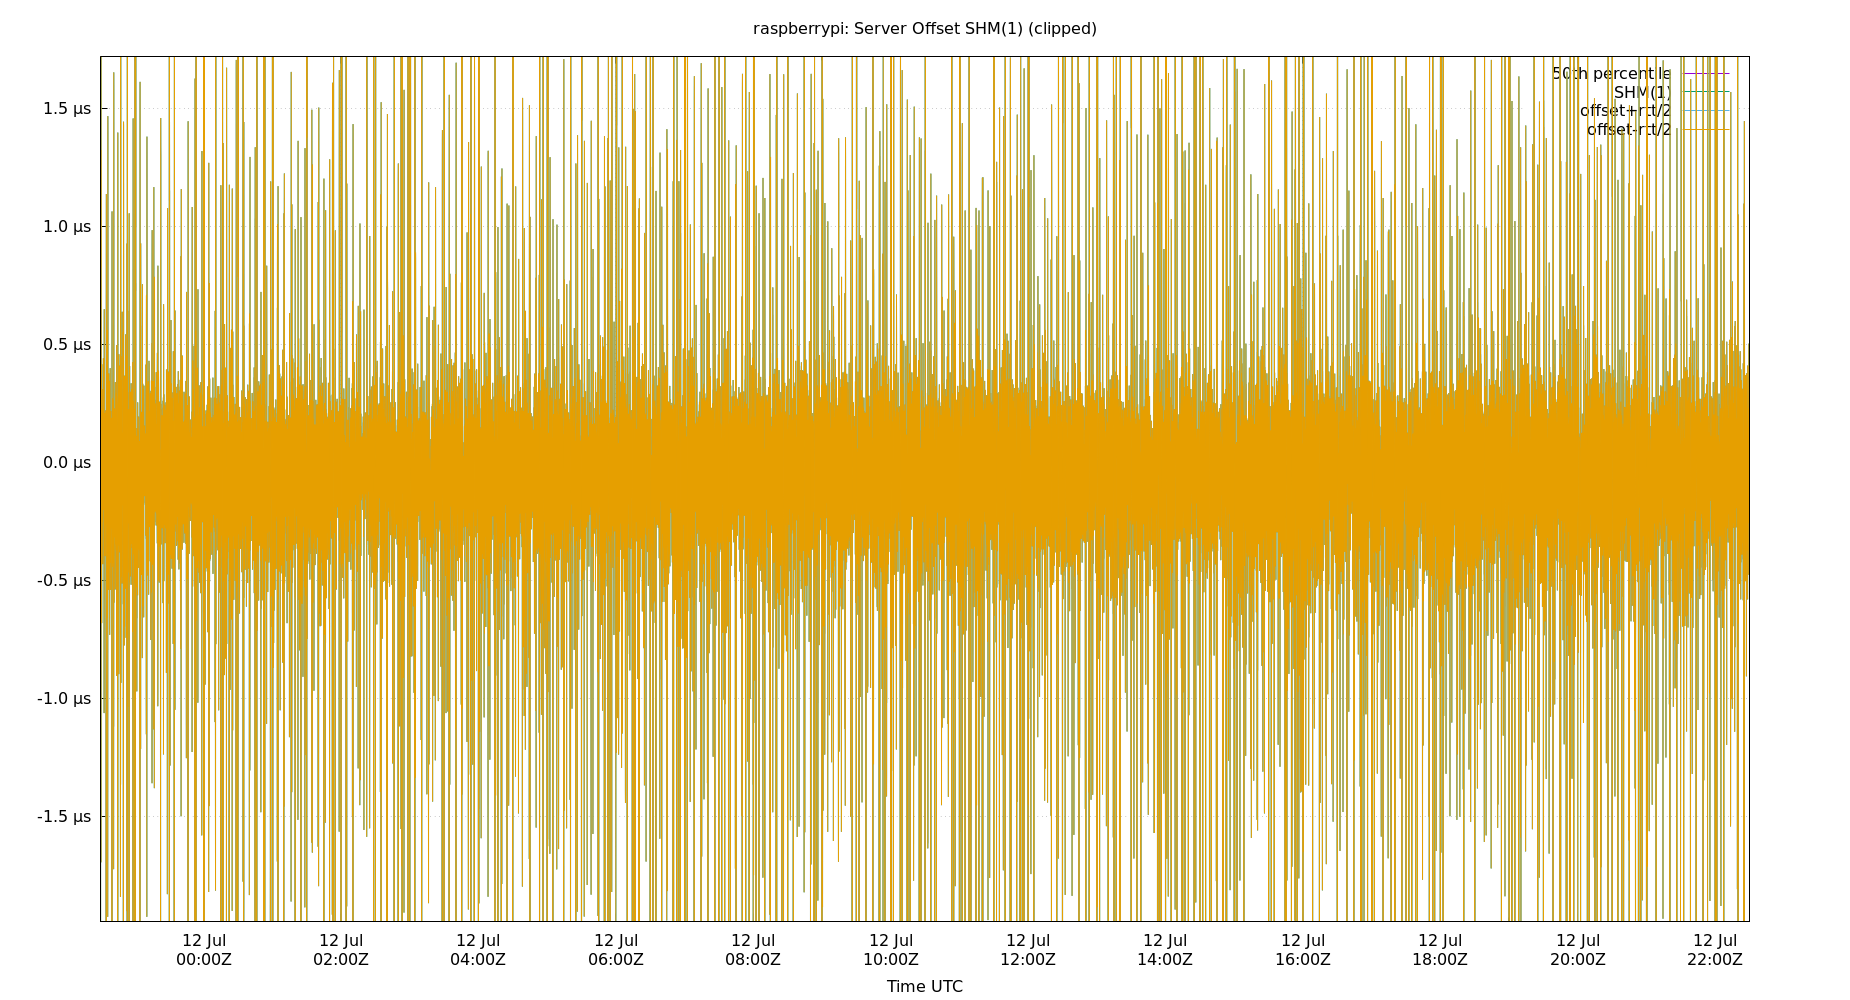 raspberrypi: Server Offset SHM(1) (clipped)
50th percentile
SHM(1)
offset+rtt/2
offset-rtt/2
1.5 µs
1.0 µs
0.5 µs
0.0 µs
-0.5 µs
-1.0 µs
-1.5 µs
12 Jul 12 Jul 12 Jul 12 Jul 12 Jul 12 Jul 12 Jul 12 Jul 12 Jul 12 Jul 12 Jul 12 Jul
00:00Z 02:00Z 04:00Z 06:00Z 08:00Z 10:00Z 12:00Z 14:00Z 16:00Z 18:00Z 20:00Z 22:00Z
Time UTC